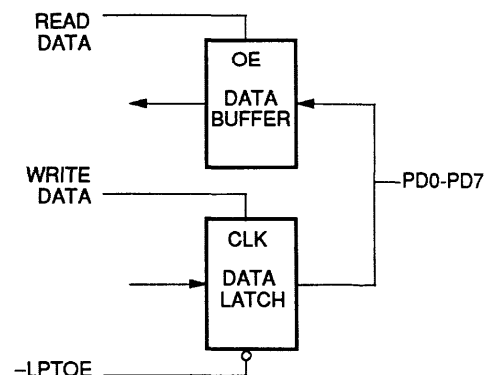 READ
DATA
OE
DATA
BUFFER
WRITE
DATA
PD0-PD7
CLK
DATA
LATCH
–LPTOE